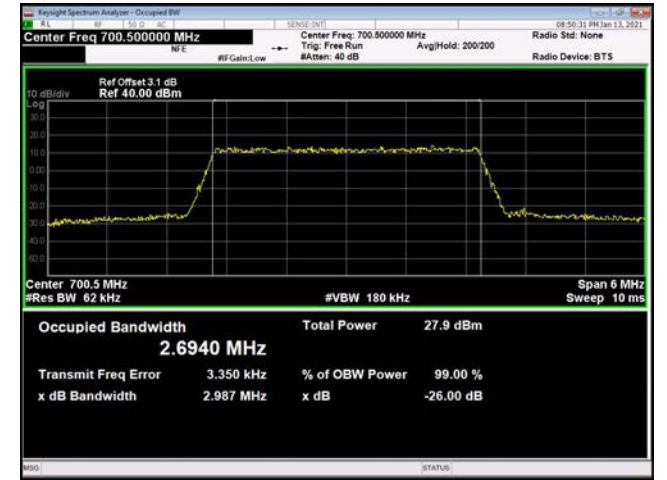 Keysight Spectrum Analyzer - Occupied BW
RL RF 50 Ω AC SENSE:INT 08:50:31 PM Jan 13, 2021
Center Freq 700.500000 MHz Center Freq: 700.500000 MHz Radio Std: None
NFE Trig: Free Run Avg|Hold: 200/200
#IFGain:Low #Atten: 40 dB Radio Device: BTS
Ref Offset 3.1 dB
10 dB/div Ref 40.00 dBm
Log
30.0
20.0
10.0
0.00
-10.0
-20.0
-30.0
-40.0
-50.0
Center 700.5 MHz Span 6 MHz
#Res BW 62 kHz #VBW 180 kHz Sweep 10 ms
Occupied Bandwidth Total Power 27.9 dBm
2.6940 MHz
Transmit Freq Error 3.350 kHz % of OBW Power 99.00 %
x dB Bandwidth 2.987 MHz x dB -26.00 dB
MSG STATUS